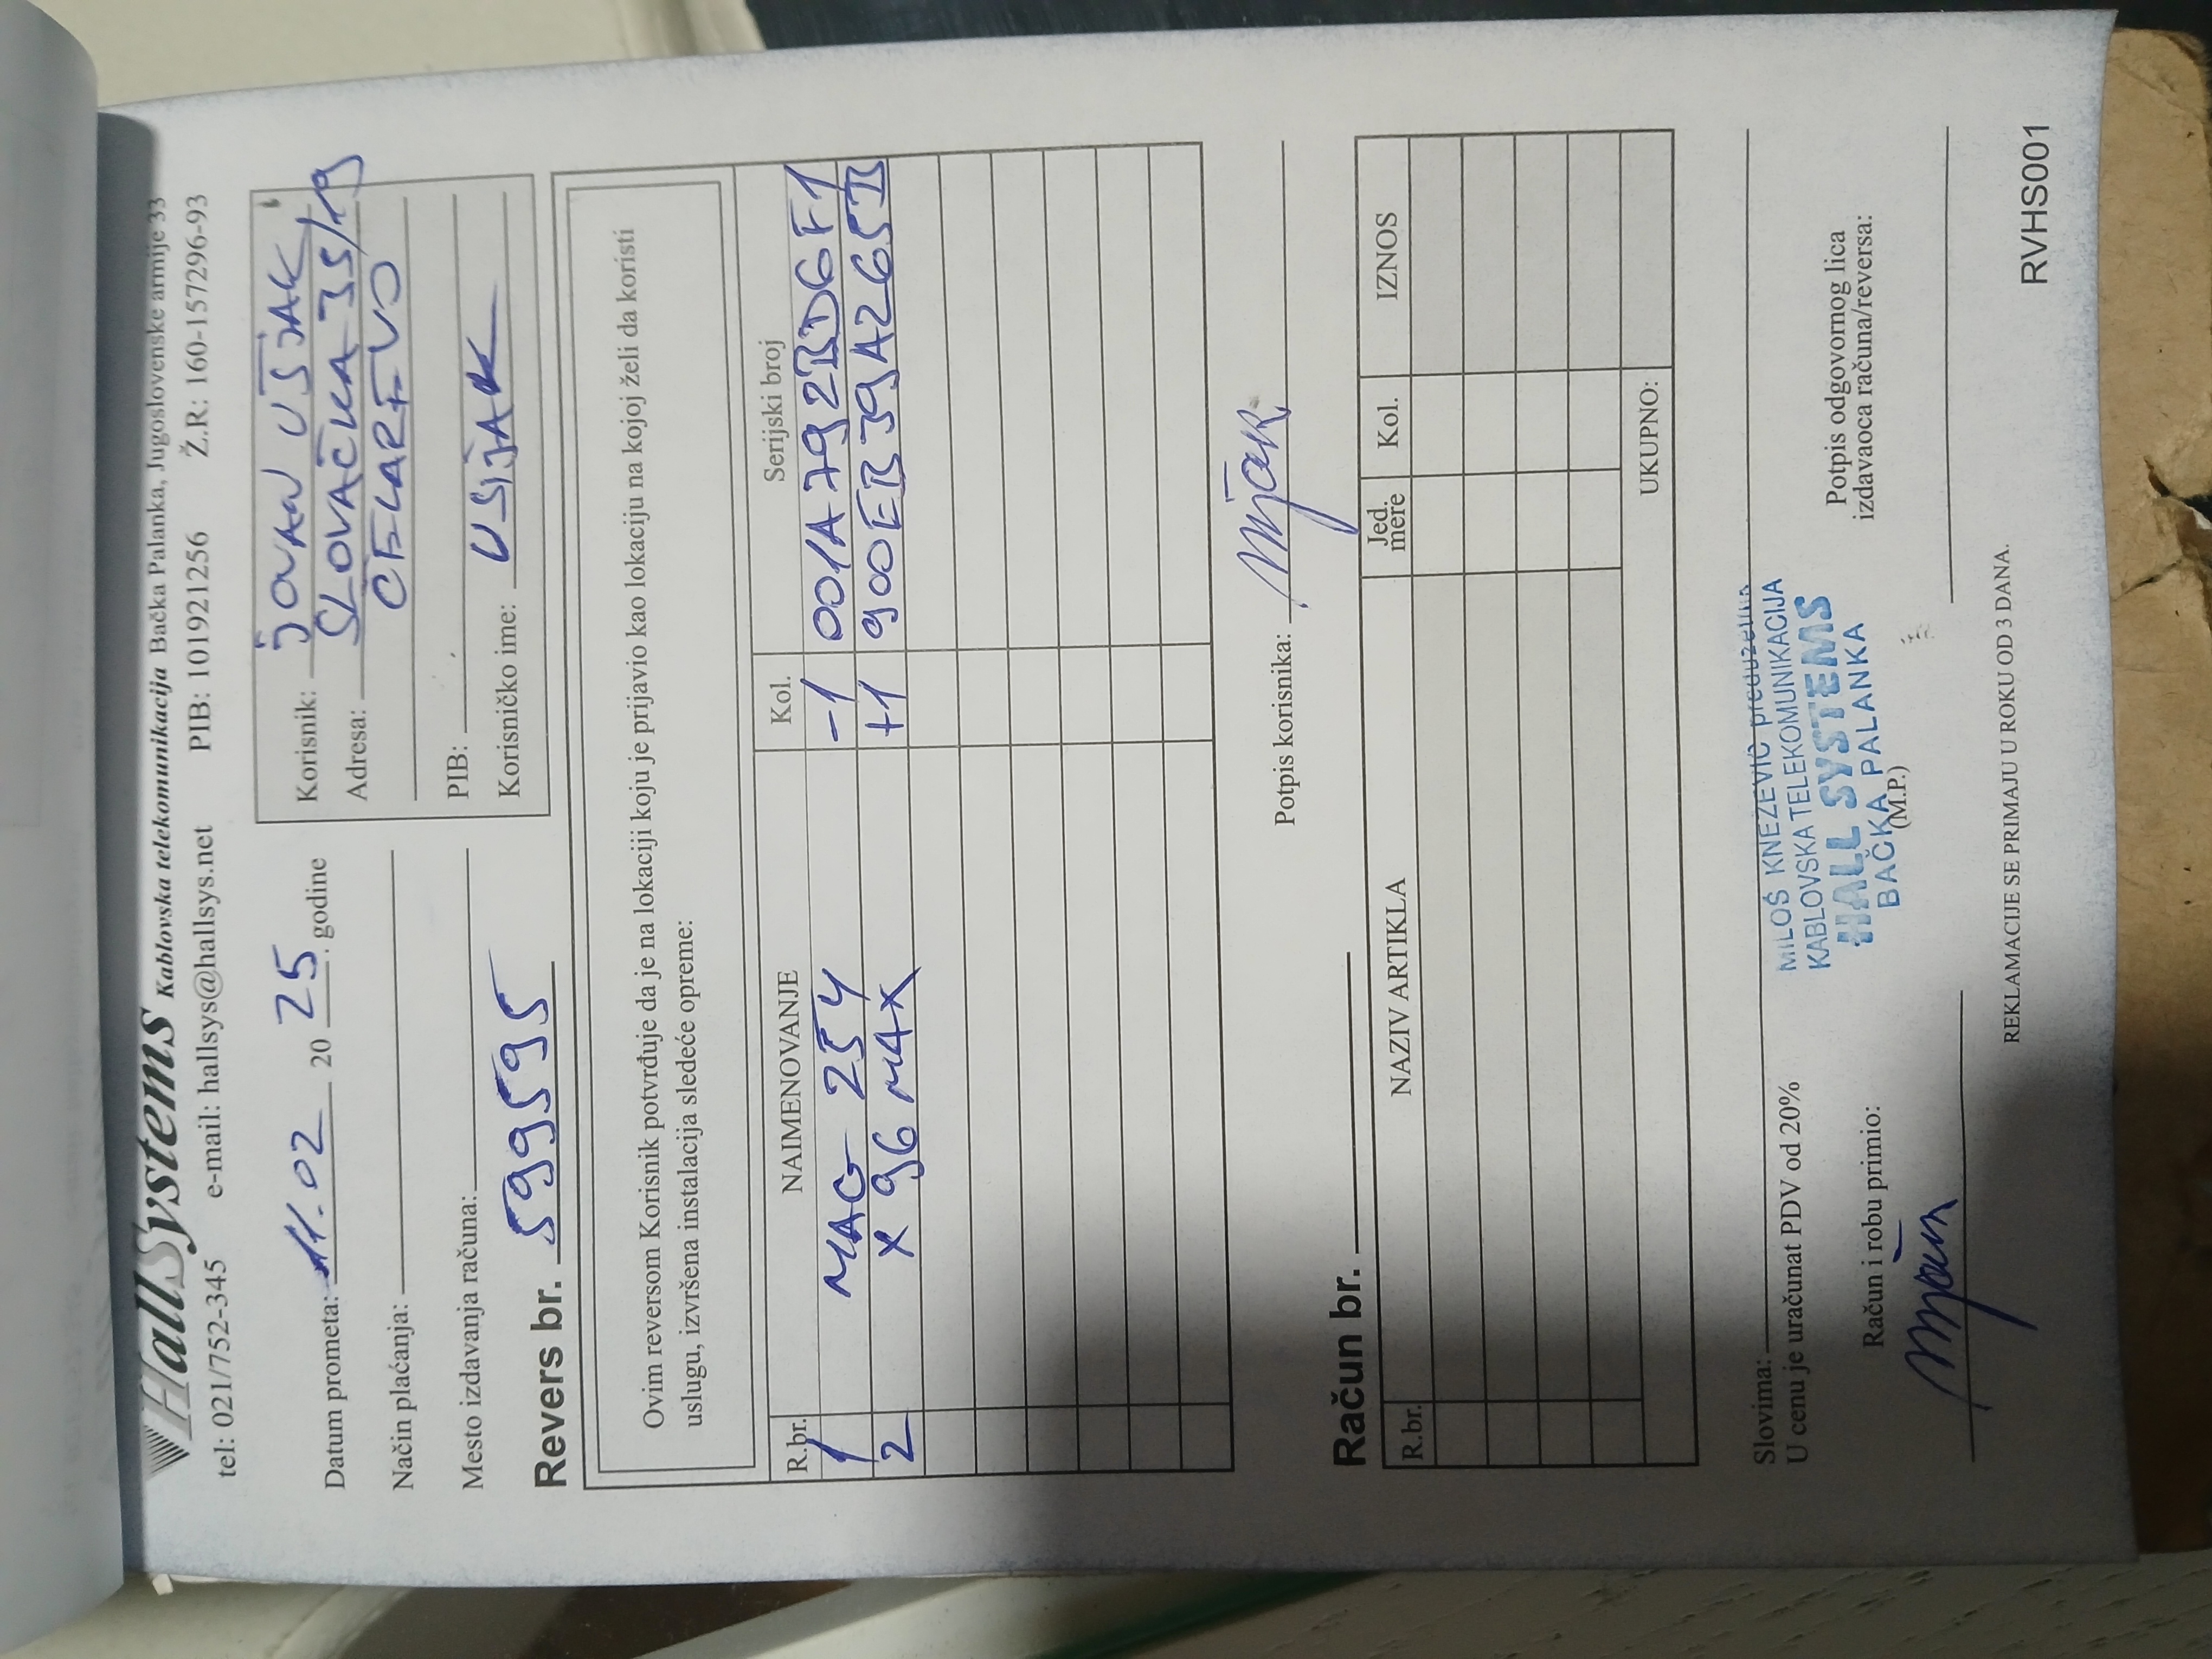 HallSystems Kablovska telekomunikacija Bačka Palanka, Jugoslovenske armije 33
tel: 021/7752-345 e-mail: hallsys@hallsys.net PIB: 101921256 Ž.R: 160-157296-93
Datum prometa: 11.02 20 25. godine
Način plaćanja:
Mesto izdavanja računa:
Korisnik: JOVAN USJAK
Adresa: SLOVAČKA 35/19
ČELAREVO
PIB:
Korisničko ime: USIJAK
Revers br. 599595
Ovim reversom Korisnik potvrđuje da je na lokaciji koju je prijavio kao lokaciju na kojoj želi da koristi
uslugu, izvršena instalacija sledeće opreme:
R.br. NAIMENOVANJE Kol. Serijski broj
1 MAG 254 -1 001A792BD6F1
2 X 96 MAX +1 900EB39A265B
Potpis korisnika:
Račun br.
R.br. NAZIV ARTIKLA Jed. mere Kol. IZNOS
UKUPNO:
Slovima:
U cenu je uračunat PDV od 20%
MILOŠ KNEŽEVIĆ preduzetnik
KABLOVSKA TELEKOMUNIKACIJA
HALL SYSTEMS
BAČKA PALANKA
(M.P.)
Račun i robu primio:
Potpis odgovornog lica
izdavaoca računa/reversa:
REKLAMACIJE SE PRIMAJU U ROKU OD 3 DANA.
RVHS001